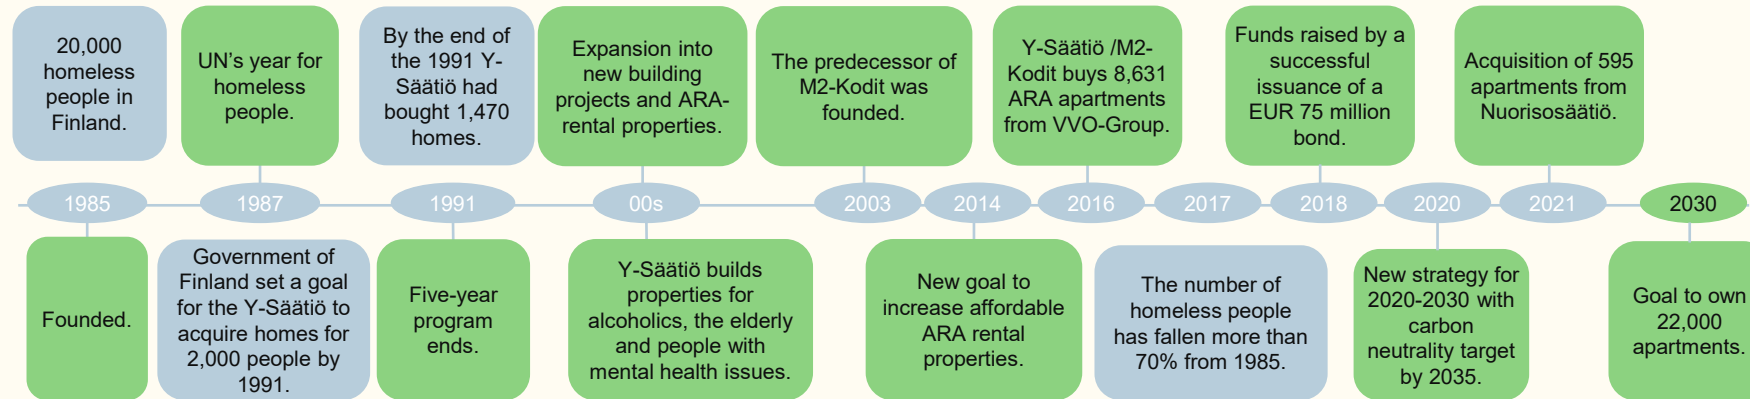 20,000
homeless
people in
Finland.
UN's year for
homeless
people.
By the end of
the 1991 Y-
Säätiö had
bought 1,470
homes.
Expansion into
new building
projects and ARA-
rental properties.
The predecessor of
M2-Kodit was
founded.
Y-Säätiö /M2-
Kodit buys 8,631
ARA apartments
from VVO-Group.
Funds raised by a
successful
issuance of a
EUR 75 million
bond.
Acquisition of 595
apartments from
Nuorisosäätiö.
1985
1987
1991
00s
2003
2014
2016
2017
2018
2020
2021
2030
Founded.
Government of
Finland set a goal
for the Y-Säätiö to
acquire homes for
2,000 people by
1991.
Five-year
program
ends.
Y-Säätiö builds
properties for
alcoholics, the elderly
and people with
mental health issues.
New goal to
increase affordable
ARA rental
properties.
The number of
homeless people
has fallen more than
70% from 1985.
New strategy for
2020-2030 with
carbon
neutrality target
by 2035.
Goal to own
22,000
apartments.